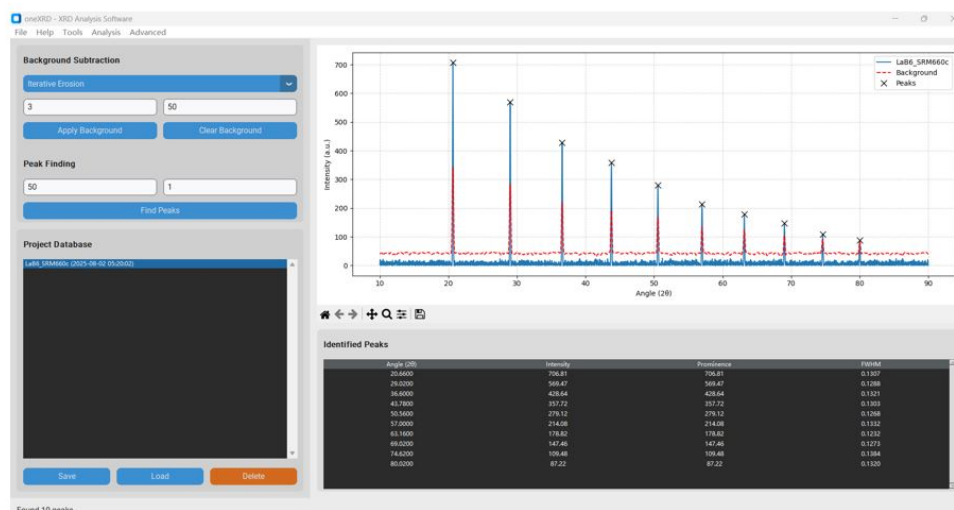 oneXRD - XRD Analysis Software
File Help Tools Analysis Advanced
Background Subtraction
Iterative Erosion
3 50
Apply Background Clear Background
Peak Finding
50 1
Find Peaks
Project Database
LaB6_SRM660c (2025-08-02 05:20:02)
Save Load Delete
Found 10 peaks
700
600
500
400
300
200
100
0
Intensity (a.u.)
LaB6_SRM660c
Background
Peaks
10 20 30 40 50 60 70 80 90
Angle (2θ)
Identified Peaks
Angle (2θ) Intensity Prominence FWHM
20.6600 706.81 706.81 0.1307
29.0200 569.47 569.47 0.1288
36.6000 428.64 428.64 0.1321
43.7800 357.72 357.72 0.1303
50.5600 279.12 279.12 0.1268
57.0000 214.08 214.08 0.1332
63.1600 178.82 178.82 0.1232
69.0200 147.46 147.46 0.1273
74.6200 109.48 109.48 0.1384
80.0200 87.22 87.22 0.1320